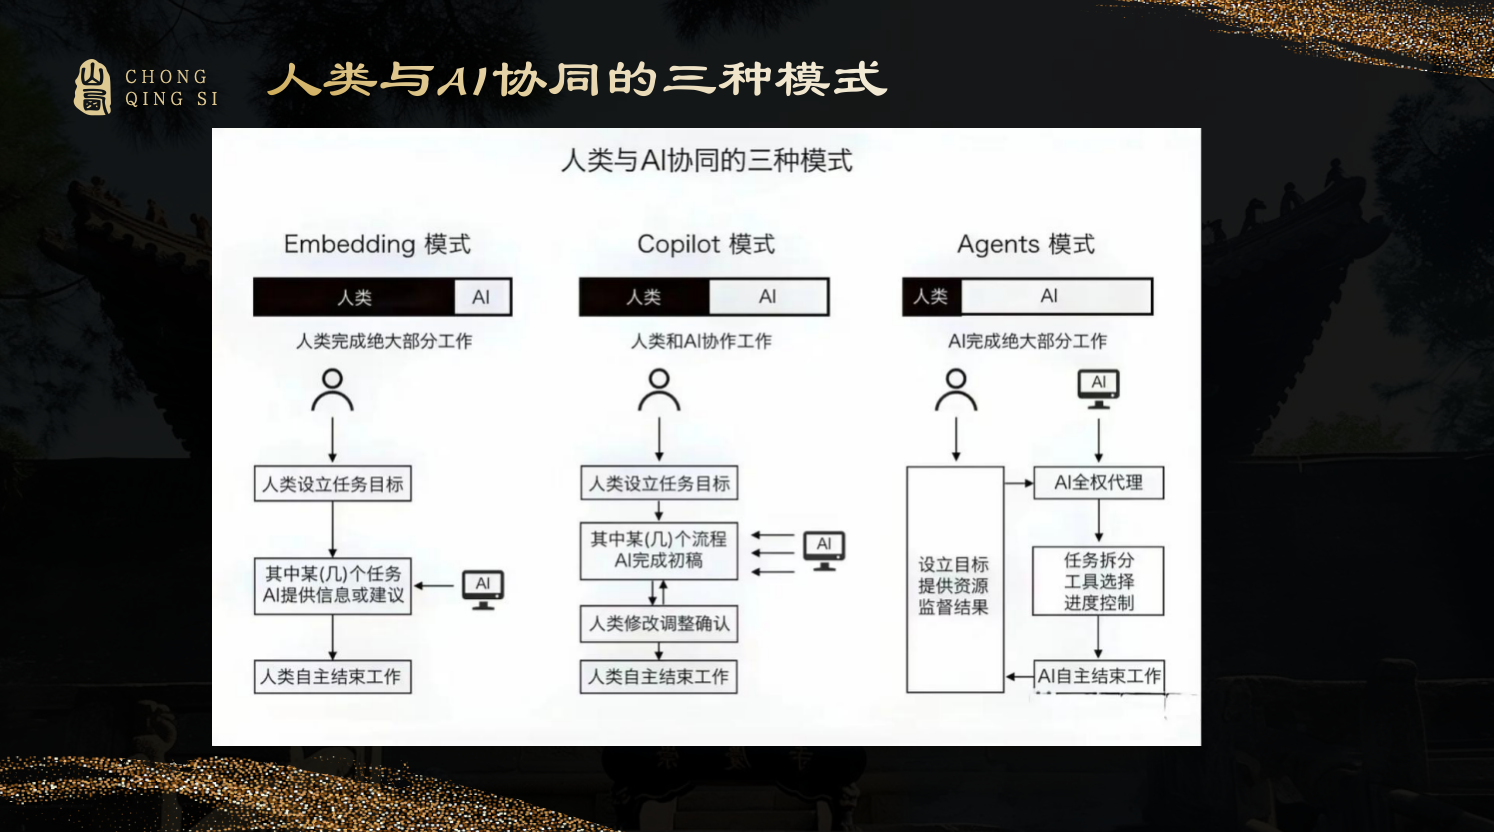 CHONG
QING SI
人类与AI协同的三种模式
人类与AI协同的三种模式
Embedding 模式
人类
AI
人类完成绝大部分工作
人类设立任务目标
其中某(几)个任务
AI提供信息或建议
AI
人类自主结束工作
Copilot 模式
人类
AI
人类和AI协作工作
人类设立任务目标
其中某(几)个流程
AI完成初稿
AI
人类修改调整确认
人类自主结束工作
Agents 模式
人类
AI
AI完成绝大部分工作
AI
设立目标
提供资源
监督结果
AI全权代理
任务拆分
工具选择
进度控制
AI自主结束工作